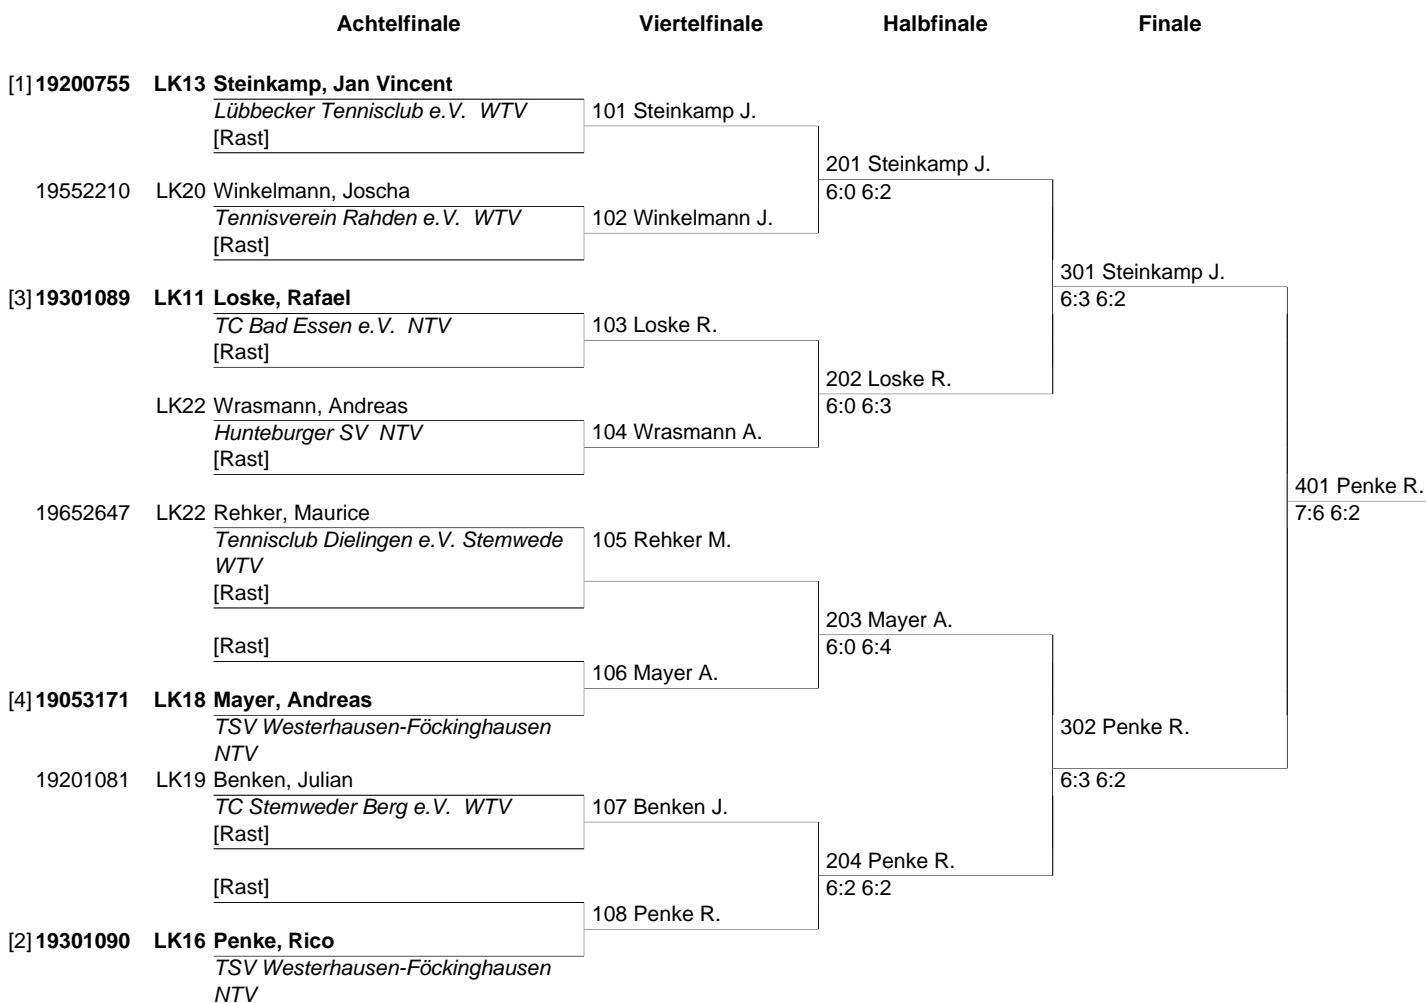 Achtelfinale Viertelfinale Halbfinale Finale
[1] 19200755 LK13 Steinkamp, Jan Vincent
Lübbecker Tennisclub e.V. WTV 101 Steinkamp J.
[Rast]
201 Steinkamp J.
19552210 LK20 Winkelmann, Joscha 6:0 6:2
Tennisverein Rahden e.V. WTV 102 Winkelmann J.
[Rast]
301 Steinkamp J.
[3] 19301089 LK11 Loske, Rafael 6:3 6:2
TC Bad Essen e.V. NTV 103 Loske R.
[Rast]
202 Loske R.
LK22 Wrasmann, Andreas 6:0 6:3
Hunteburger SV NTV 104 Wrasmann A.
[Rast]
401 Penke R.
19652647 LK22 Rehker, Maurice 7:6 6:2
Tennisclub Dielingen e.V. Stemwede 105 Rehker M.
WTV
[Rast]
203 Mayer A.
[Rast] 6:0 6:4
106 Mayer A.
[4] 19053171 LK18 Mayer, Andreas
TSV Westerhausen-Föckinghausen 302 Penke R.
NTV
19201081 LK19 Benken, Julian 6:3 6:2
TC Stemweder Berg e.V. WTV 107 Benken J.
[Rast]
204 Penke R.
[Rast] 6:2 6:2
108 Penke R.
[2] 19301090 LK16 Penke, Rico
TSV Westerhausen-Föckinghausen
NTV